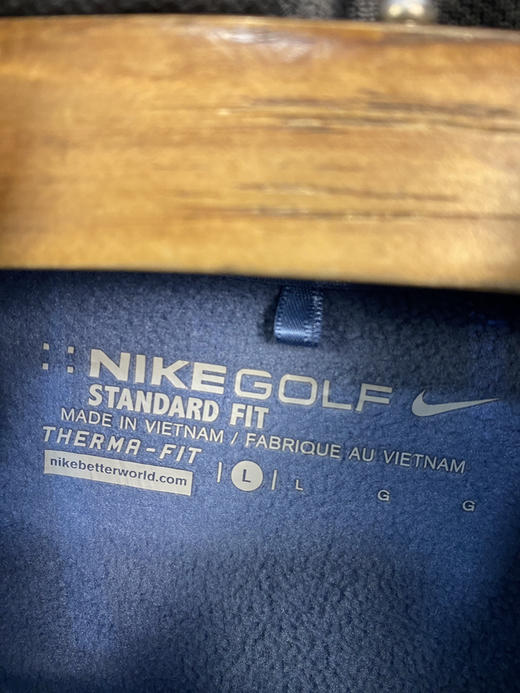 NIKEGOLF
STANDARD FIT
MADE IN VIETNAM / FABRIQUE AU VIETNAM
THERMA-FIT
nikebetterworld.com
| L | L G G